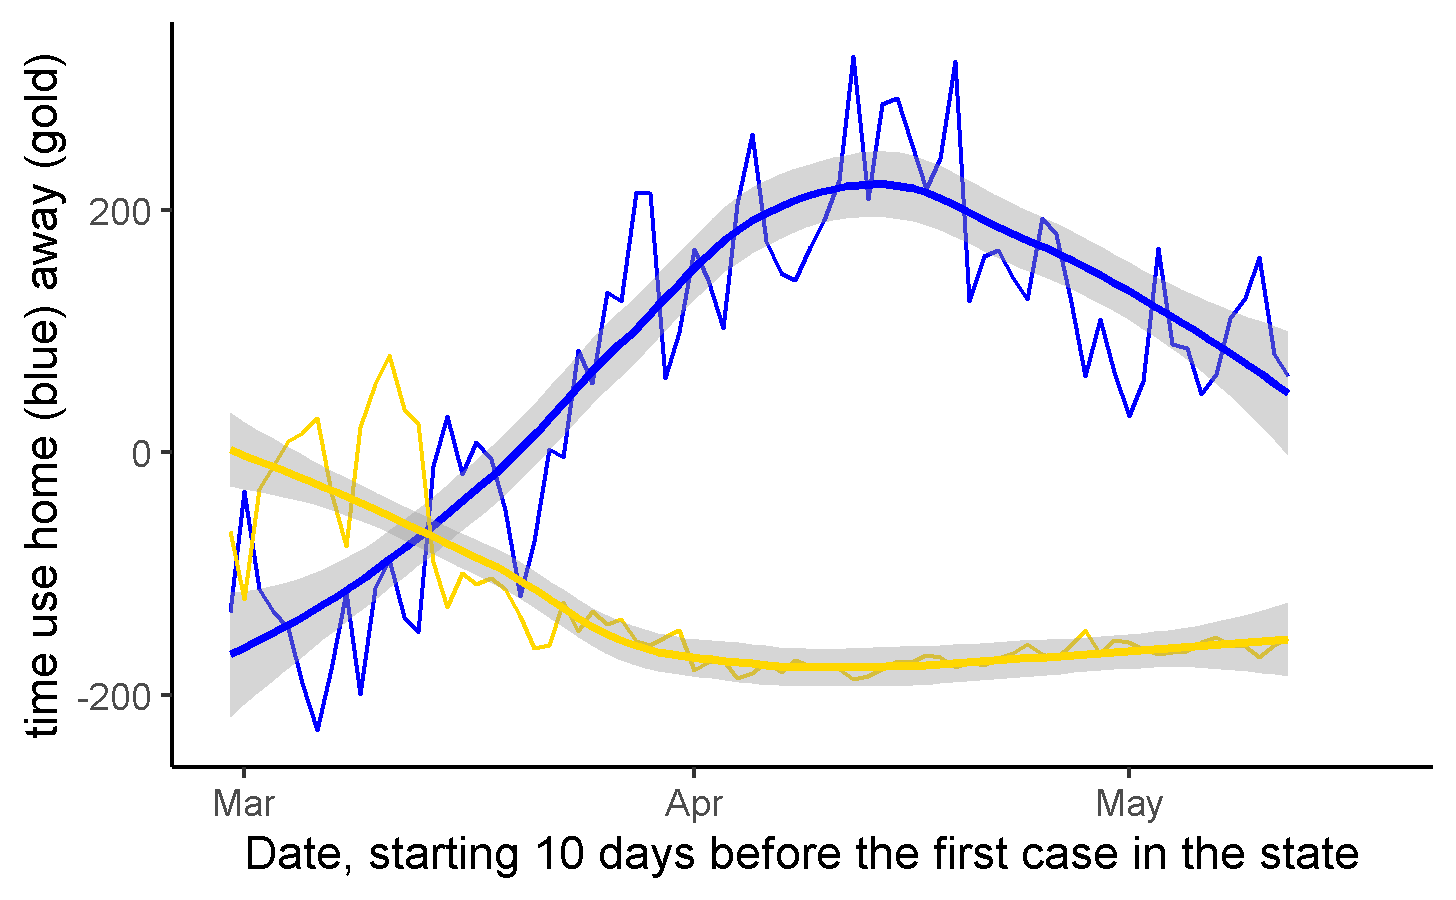 time use home (blue) away (gold)
200
0
-200
Mar
Apr
May
Date, starting 10 days before the first case in the state